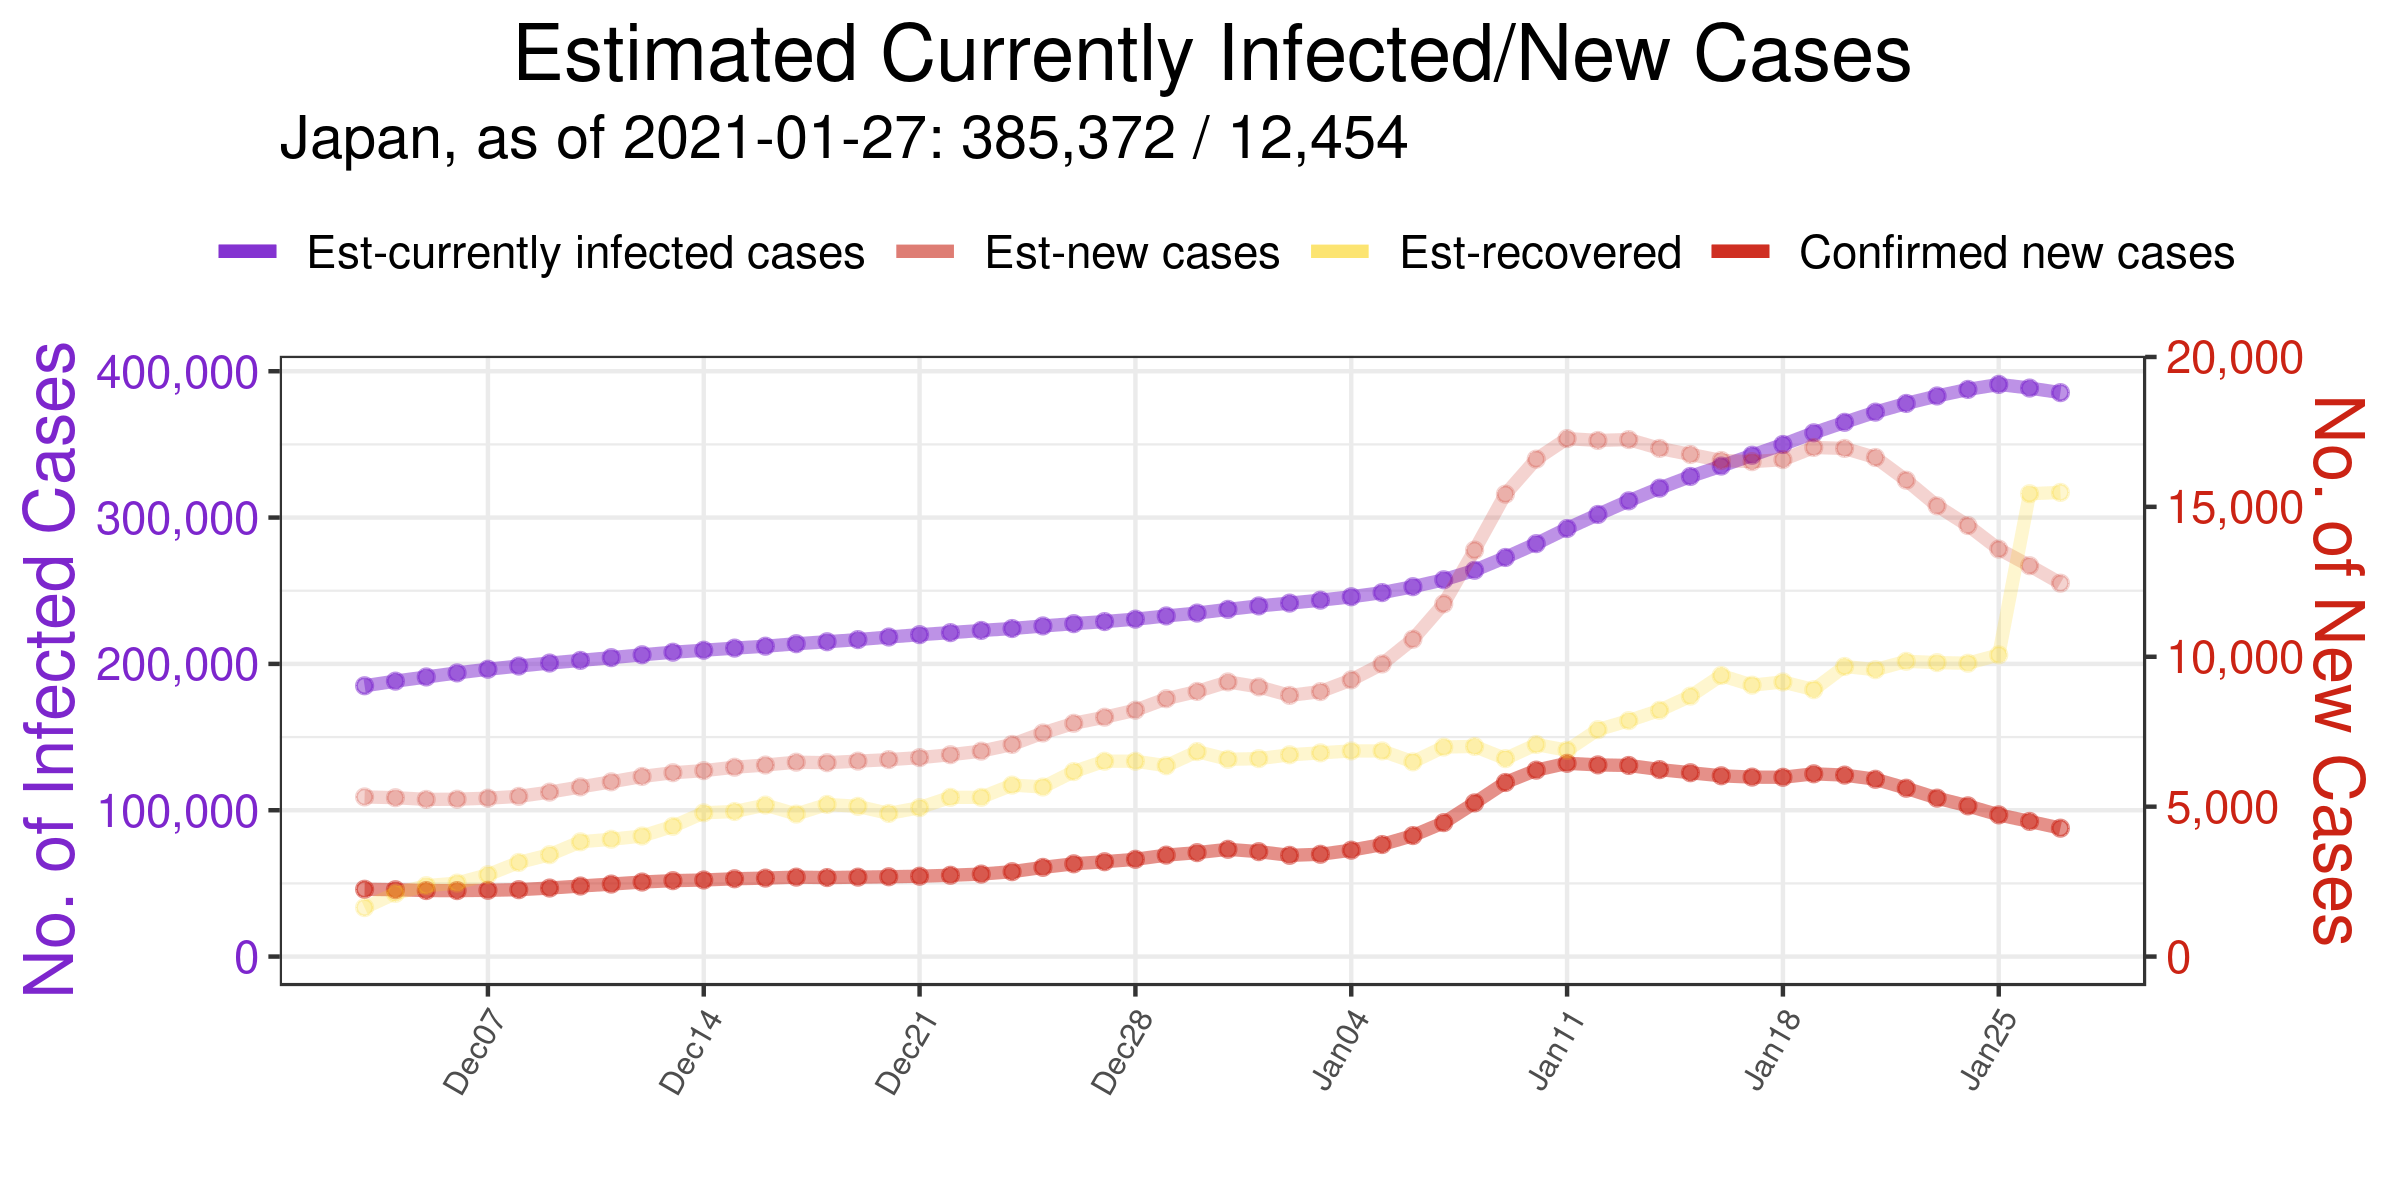 Estimated Currently Infected/New Cases
Japan, as of 2021-01-27: 385,372 / 12,454
Est-currently infected cases Est-new cases Est-recovered Confirmed new cases
No. of Infected Cases
400,000
300,000
200,000
100,000
0
20,000
15,000
10,000
5,000
0
No. of New Cases
Dec07 Dec14 Dec21 Dec28 Jan04 Jan11 Jan18 Jan25